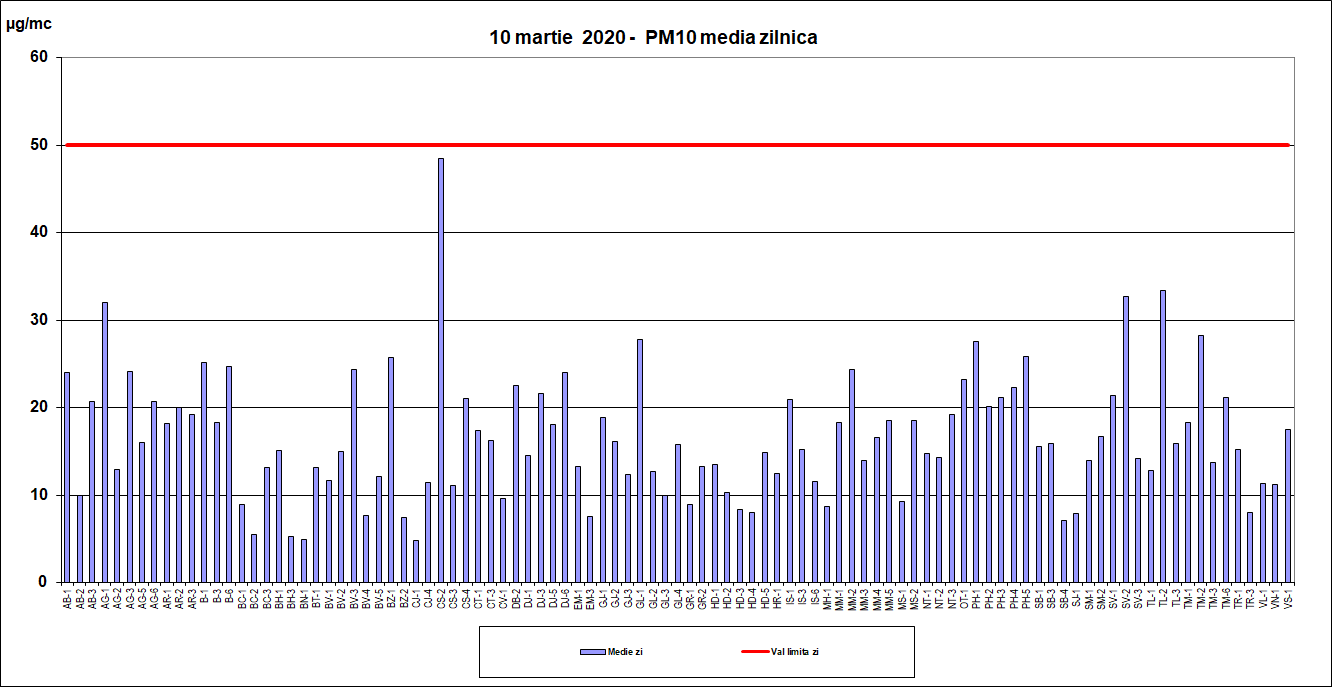 µg/mc
10 martie 2020 - PM10 media zilnica
60
50
40
30
20
10
0
AB-1
AB-2
AB-3
AG-1
AG-2
AG-3
AG-5
AG-6
AR-1
AR-2
AR-3
B-1
B-3
B-6
BC-1
BC-2
BC-3
BH-1
BH-3
BN-1
BT-1
BV-1
BV-2
BV-3
BV-4
BV-5
BZ-1
BZ-2
CJ-1
CJ-4
CS-2
CS-3
CS-4
CT-1
CT-3
CV-1
DB-2
DJ-1
DJ-3
DJ-5
DJ-6
EM-1
EM-3
GJ-1
GJ-2
GJ-3
GL-1
GL-2
GL-3
GL-4
GR-1
GR-2
HD-1
HD-2
HD-3
HD-4
HD-5
HR-1
IS-1
IS-3
IS-6
MH-1
MM-1
MM-2
MM-3
MM-4
MM-5
MS-1
MS-2
NT-1
NT-2
NT-3
OT-1
PH-1
PH-2
PH-3
PH-4
PH-5
SB-1
SB-3
SB-4
SJ-1
SM-1
SM-2
SV-1
SV-2
SV-3
TL-1
TL-2
TL-3
TM-1
TM-2
TM-3
TM-6
TR-1
TR-3
VL-1
VN-1
VS-1
Medie zi
Val limita zi